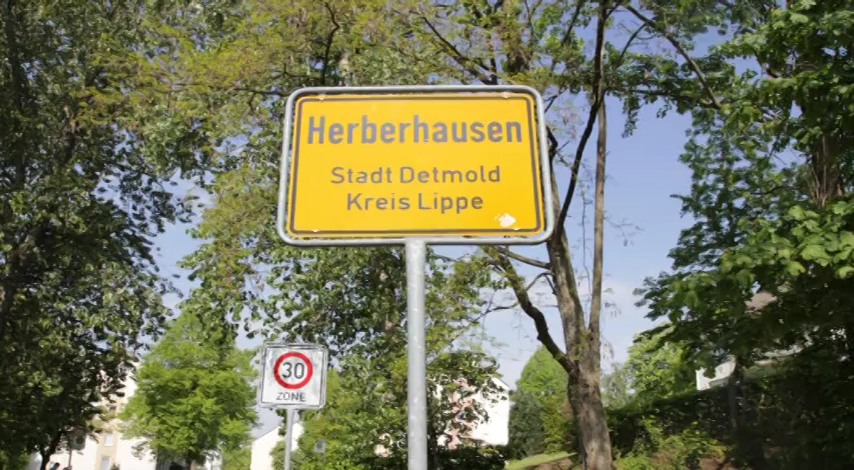 Herberhausen
Stadt Detmold
Kreis Lippe
30
ZONE